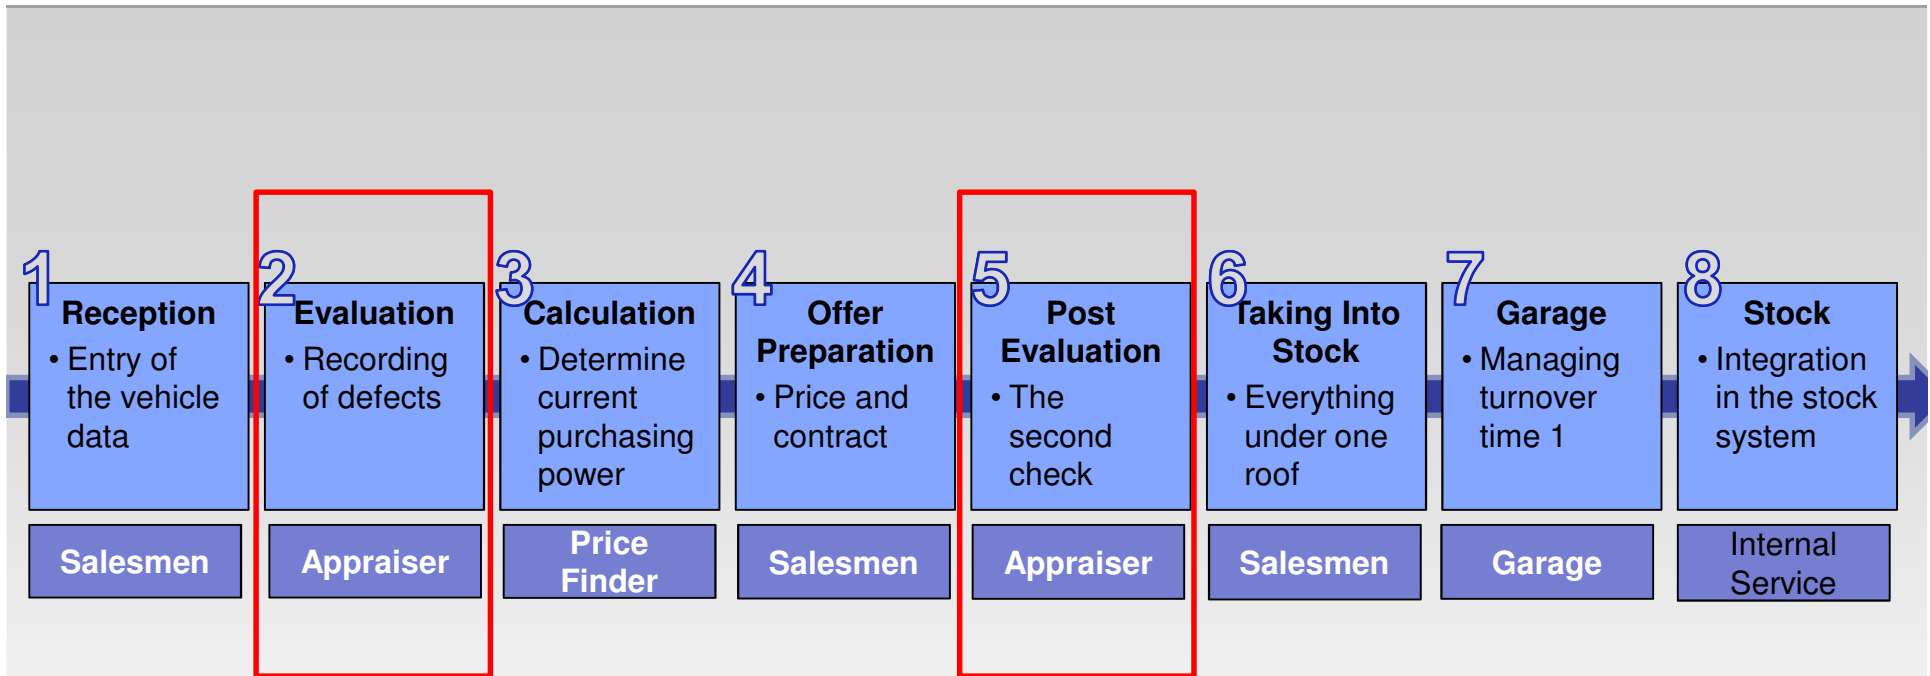 1
Reception
• Entry of
the vehicle
data
Salesmen
2
Evaluation
• Recording
of defects
Appraiser
3
Calculation
• Determine
current
purchasing
power
Price
Finder
4
Offer
Preparation
• Price and
contract
Salesmen
5
Post
Evaluation
• The
second
check
Appraiser
6
Taking Into
Stock
• Everything
under one
roof
Salesmen
7
Garage
• Managing
turnover
time 1
Garage
8
Stock
• Integration
in the stock
system
Internal
Service